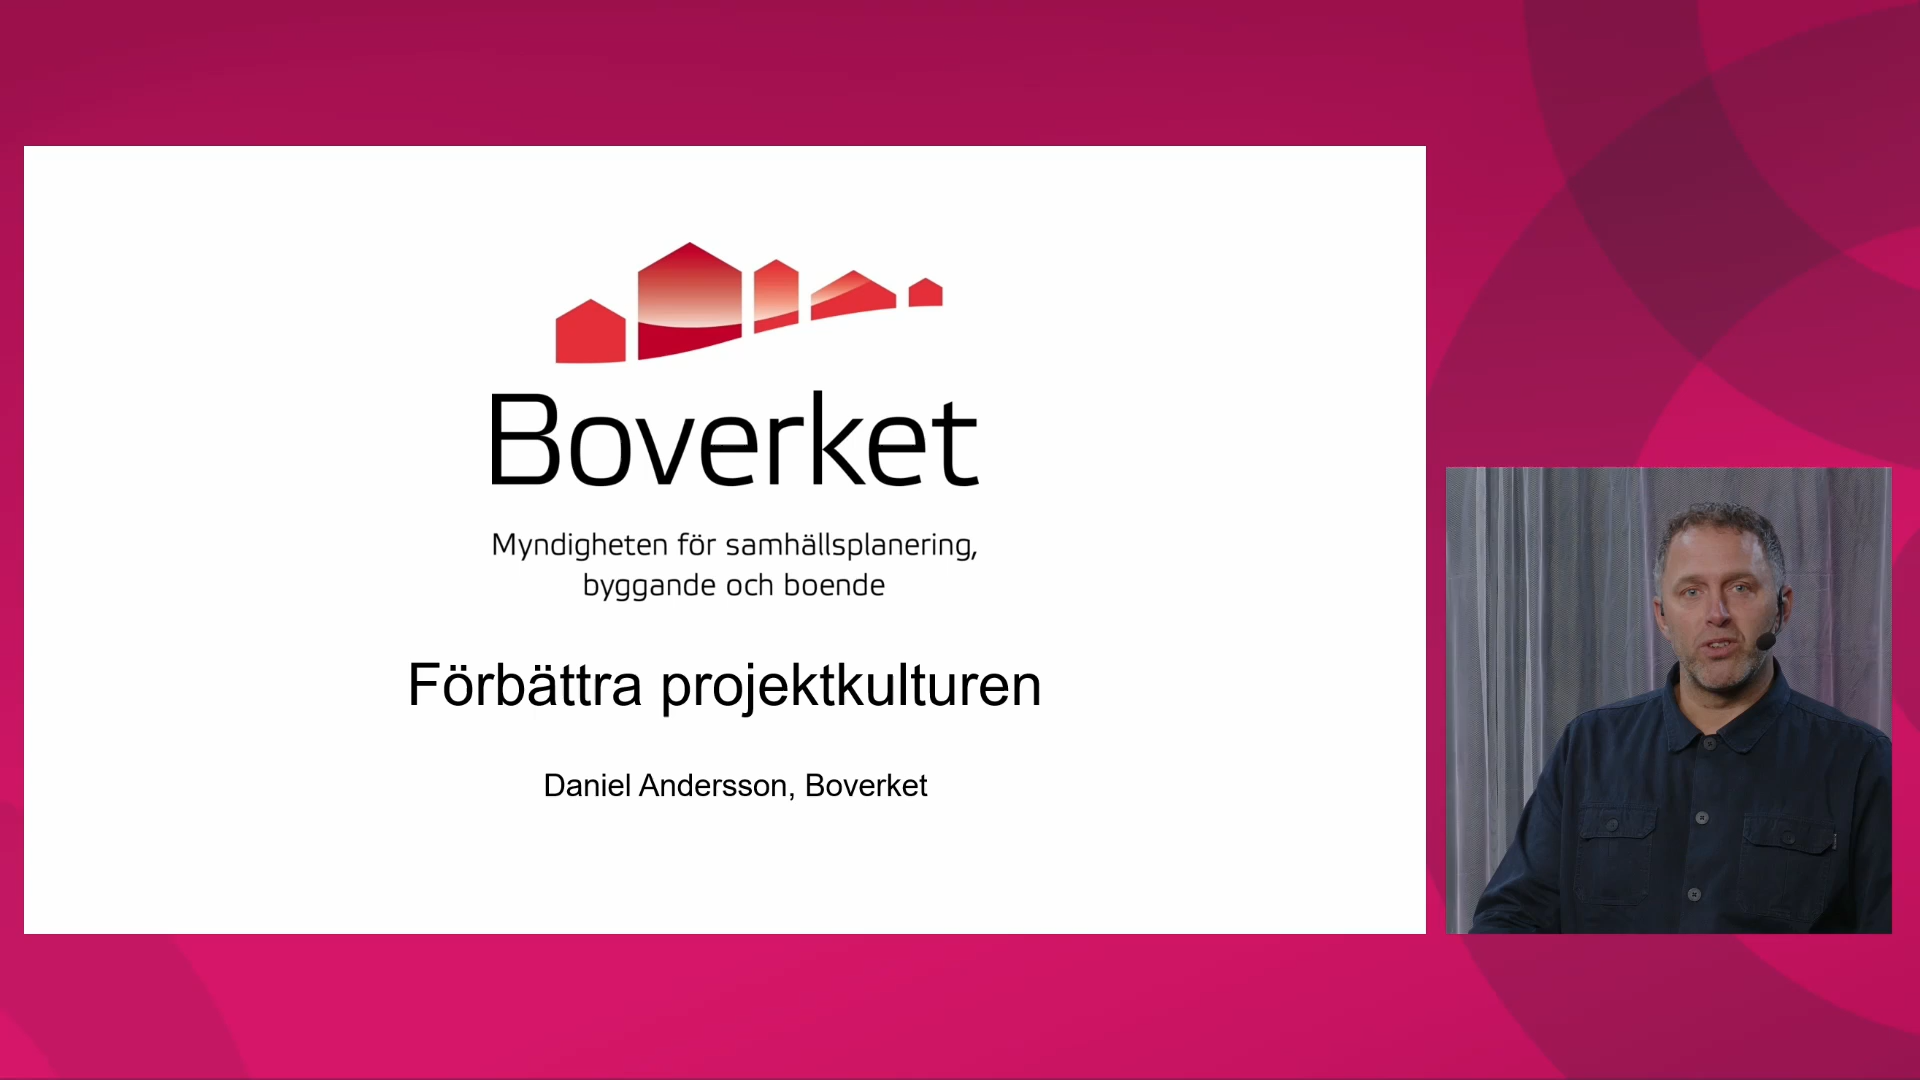 Boverket
Myndigheten för samhällsplanering,
byggande och boende
Förbättra projektkulturen
Daniel Andersson, Boverket